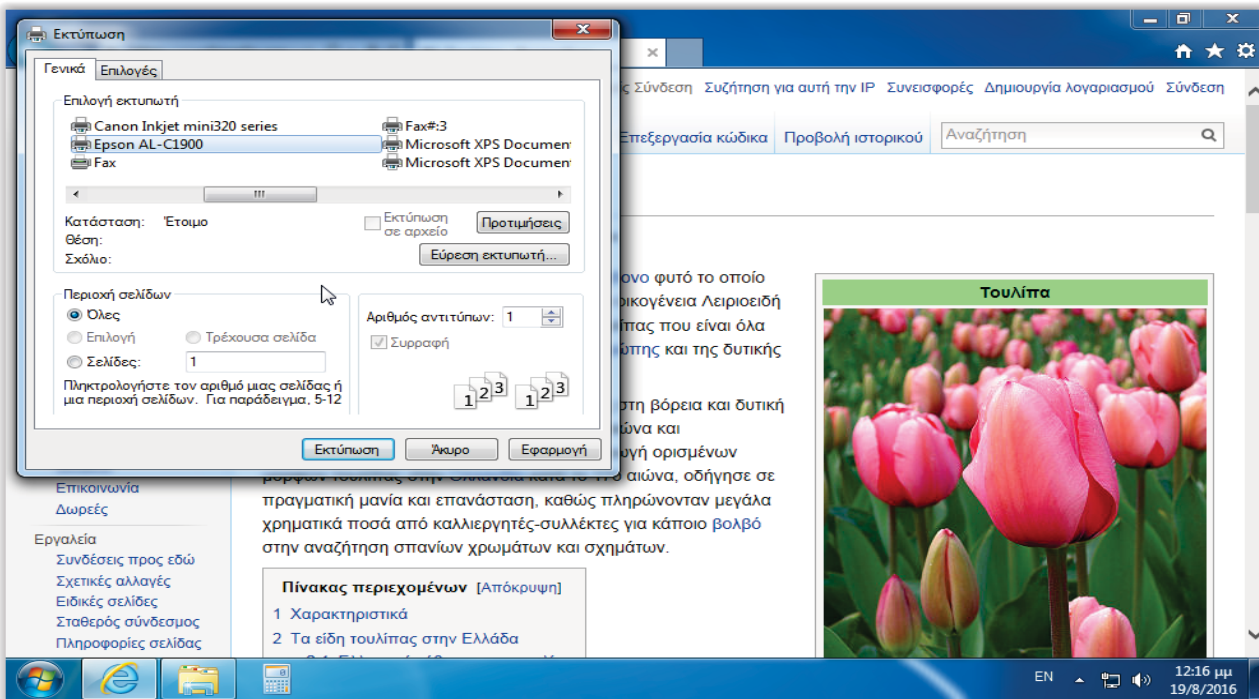 Εκτύπωση
Γενικά Επιλογές
Επιλογή εκτυπωτή
Canon Inkjet mini320 series
Epson AL-C1900
Fax
Fax#:3
Microsoft XPS Documen
Microsoft XPS Documen
Κατάσταση: Έτοιμο
Θέση:
Σχόλιο:
Εκτύπωση
σε αρχείο
Προτιμήσεις
Εύρεση εκτυπωτή...
Περιοχή σελίδων
Όλες
Επιλογή Τρέχουσα σελίδα
Σελίδες: 1
Πληκτρολογήστε τον αριθμό μιας σελίδας ή
μια περιοχή σελίδων. Για παράδειγμα, 5-12
Αριθμός αντιτύπων: 1
Συρραφή
1 2 3 1 2 3
Εκτύπωση Άκυρο Εφαρμογή
Σύνδεση Συζήτηση για αυτή την IP Συνεισφορές Δημιουργία λογαριασμού Σύνδεση
Επεξεργασία κώδικα Προβολή ιστορικού Αναζήτηση
φυτό το οποίο
Λειριοειδή
που είναι όλα
και της δυτικής
στη βόρεια και δυτική
και
ορισμένων
αιώνα, οδήγησε σε
πραγματική μανία και επανάσταση, καθώς πληρώνονταν μεγάλα
χρηματικά ποσά από καλλιεργητές-συλλέκτες για κάποιο βολβό
στην αναζήτηση σπανίων χρωμάτων και σχημάτων.
Πίνακας περιεχομένων [Απόκρυψη]
1 Χαρακτηριστικά
2 Τα είδη τουλίπας στην Ελλάδα
Τουλίπα
Επικοινωνία
Δωρεές
Εργαλεία
Συνδέσεις προς εδώ
Σχετικές αλλαγές
Ειδικές σελίδες
Σταθερός σύνδεσμος
Πληροφορίες σελίδας
EN
12:16 μμ
19/8/2016